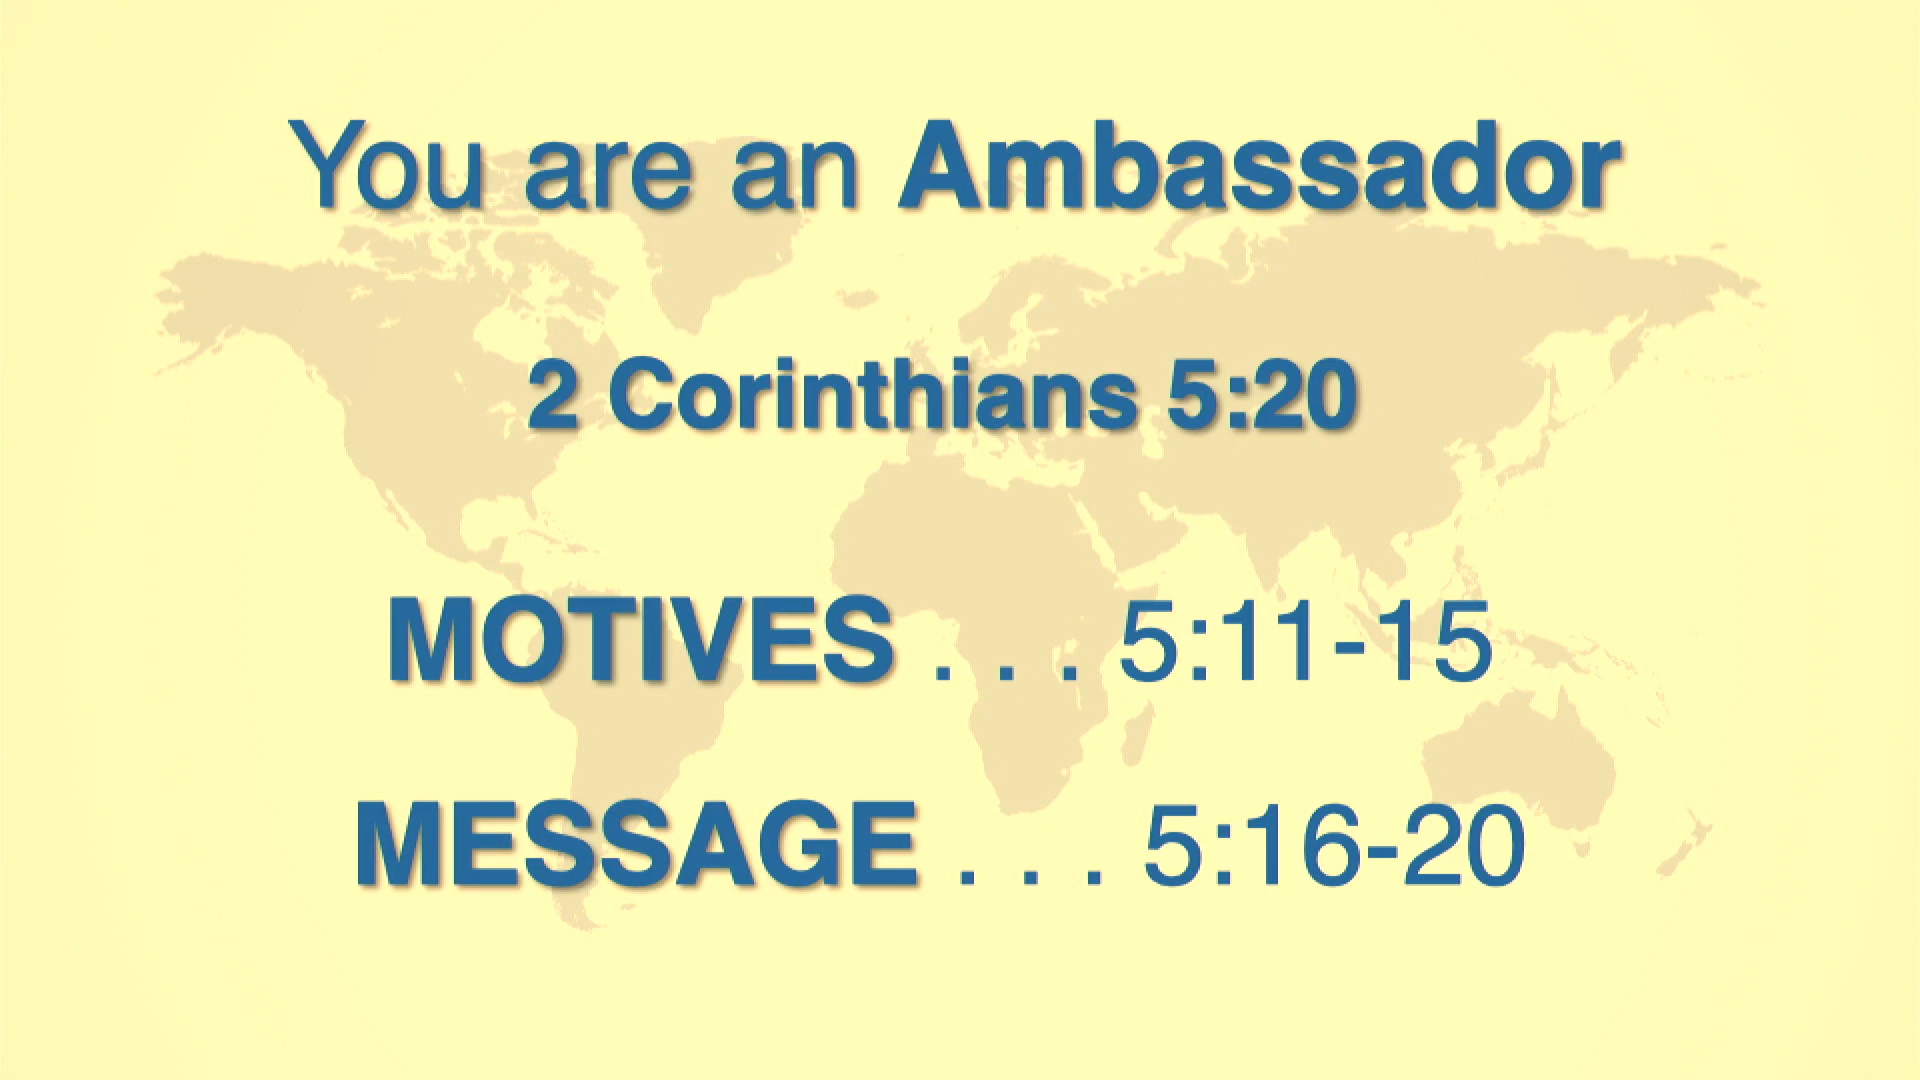 You are an Ambassador
2 Corinthians 5:20
MOTIVES . . . 5:11-15
MESSAGE . . . 5:16-20